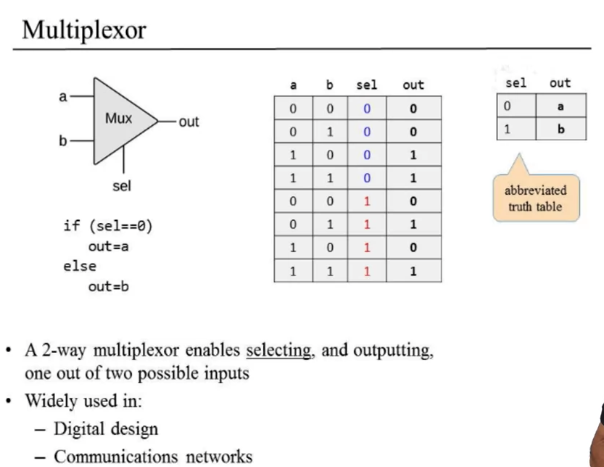 Multiplexor
a
Mux
out
b
sel
if (sel==0)
out=a
else
out=b
a b sel out
0 0 0 0
0 1 0 0
1 0 0 1
1 1 0 1
0 0 1 0
0 1 1 1
1 0 1 0
1 1 1 1
sel out
0 a
1 b
abbreviated
truth table
• A 2-way multiplexor enables selecting, and outputting,
one out of two possible inputs
• Widely used in:
– Digital design
– Communications networks